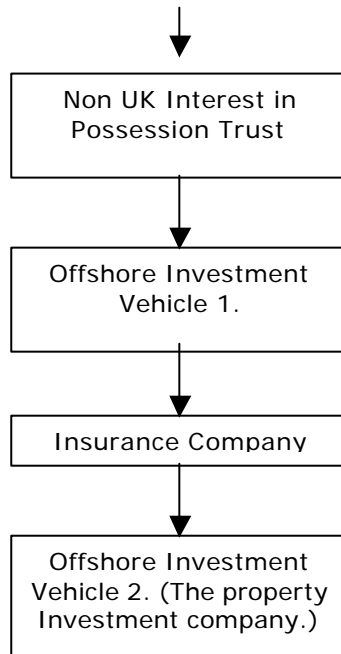 Non UK Interest in
Possession Trust
Offshore Investment
Vehicle 1.
Insurance Company
Offshore Investment
Vehicle 2. (The property
Investment company.)